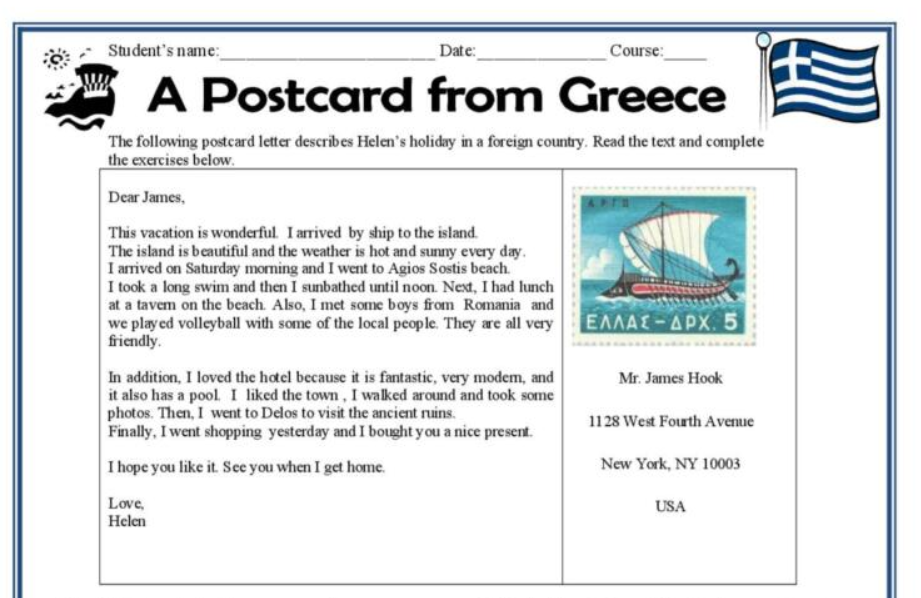 Student's name:__________________________ Date:________________ Course:_____
A Postcard from Greece
The following postcard letter describes Helen's holiday in a foreign country. Read the text and complete
the exercises below.
Dear James,
This vacation is wonderful. I arrived by ship to the island.
The island is beautiful and the weather is hot and sunny every day.
I arrived on Saturday morning and I went to Agios Sostis beach.
I took a long swim and then I sunbathed until noon. Next, I had lunch
at a tavern on the beach. Also, I met some boys from Romania and
we played volleyball with some of the local people. They are all very
friendly.
In addition, I loved the hotel because it is fantastic, very modern, and
it also has a pool. I liked the town , I walked around and took some
photos. Then, I went to Delos to visit the ancient ruins.
Finally, I went shopping yesterday and I bought you a nice present.
I hope you like it. See you when I get home.
Love,
Helen
ΑΡΓΩ
ΕΛΛΑΣ-ΔΡΧ. 5
Mr. James Hook
1128 West Fourth Avenue
New York, NY 10003
USA